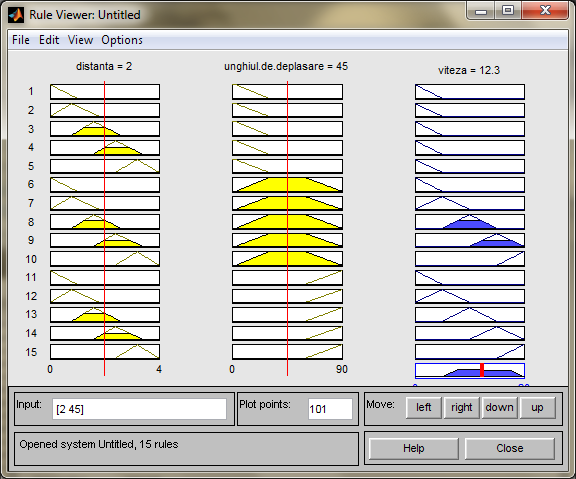 Rule Viewer: Untitled
File Edit View Options
distanta = 2
unghiul.de.deplasare = 45
viteza = 12.3
1
2
3
4
5
6
7
8
9
10
11
12
13
14
15
0 4
0 90
Input: [2 45]
Plot points: 101
Move: left right down up
Opened system Untitled, 15 rules
Help Close